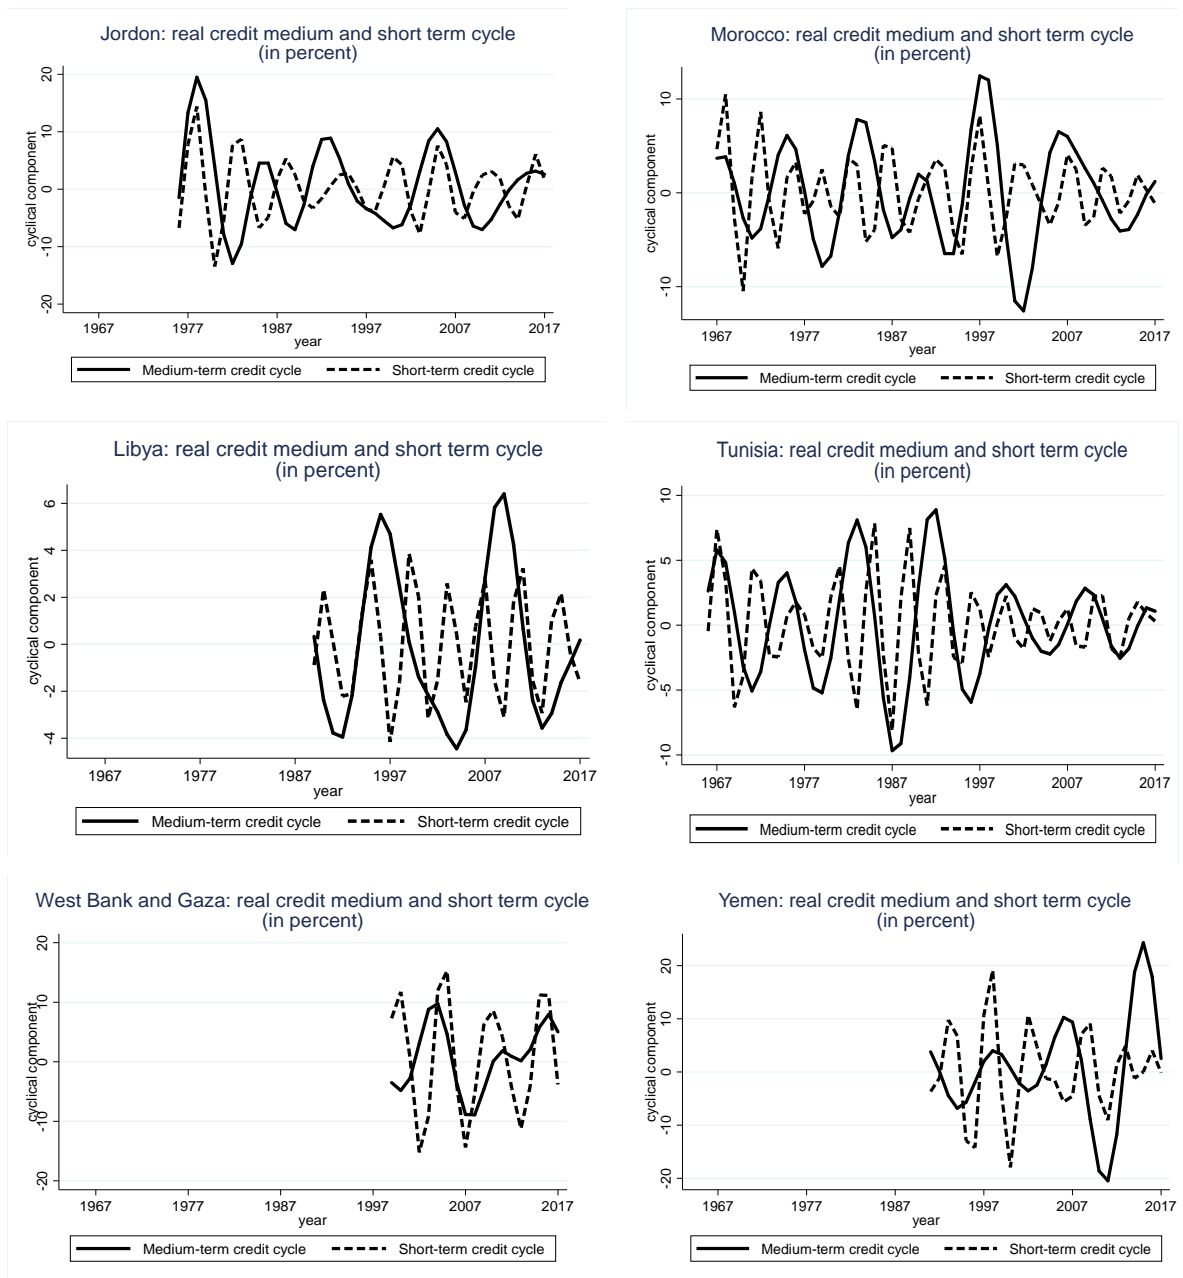 Jordon: real credit medium and short term cycle
(in percent)
cyclical component
20
10
0
-10
-20
1967 1977 1987 1997 2007 2017
year
Medium-term credit cycle Short-term credit cycle
Morocco: real credit medium and short term cycle
(in percent)
cyclical component
10
0
-10
1967 1977 1987 1997 2007 2017
year
Medium-term credit cycle Short-term credit cycle
Libya: real credit medium and short term cycle
(in percent)
cyclical component
6
4
2
0
-2
-4
1967 1977 1987 1997 2007 2017
year
Medium-term credit cycle Short-term credit cycle
Tunisia: real credit medium and short term cycle
(in percent)
cyclical component
10
5
0
-5
-10
1967 1977 1987 1997 2007 2017
year
Medium-term credit cycle Short-term credit cycle
West Bank and Gaza: real credit medium and short term cycle
(in percent)
cyclical component
20
10
0
-10
-20
1967 1977 1987 1997 2007 2017
year
Medium-term credit cycle Short-term credit cycle
Yemen: real credit medium and short term cycle
(in percent)
cyclical component
20
10
0
-10
-20
1967 1977 1987 1997 2007 2017
year
Medium-term credit cycle Short-term credit cycle